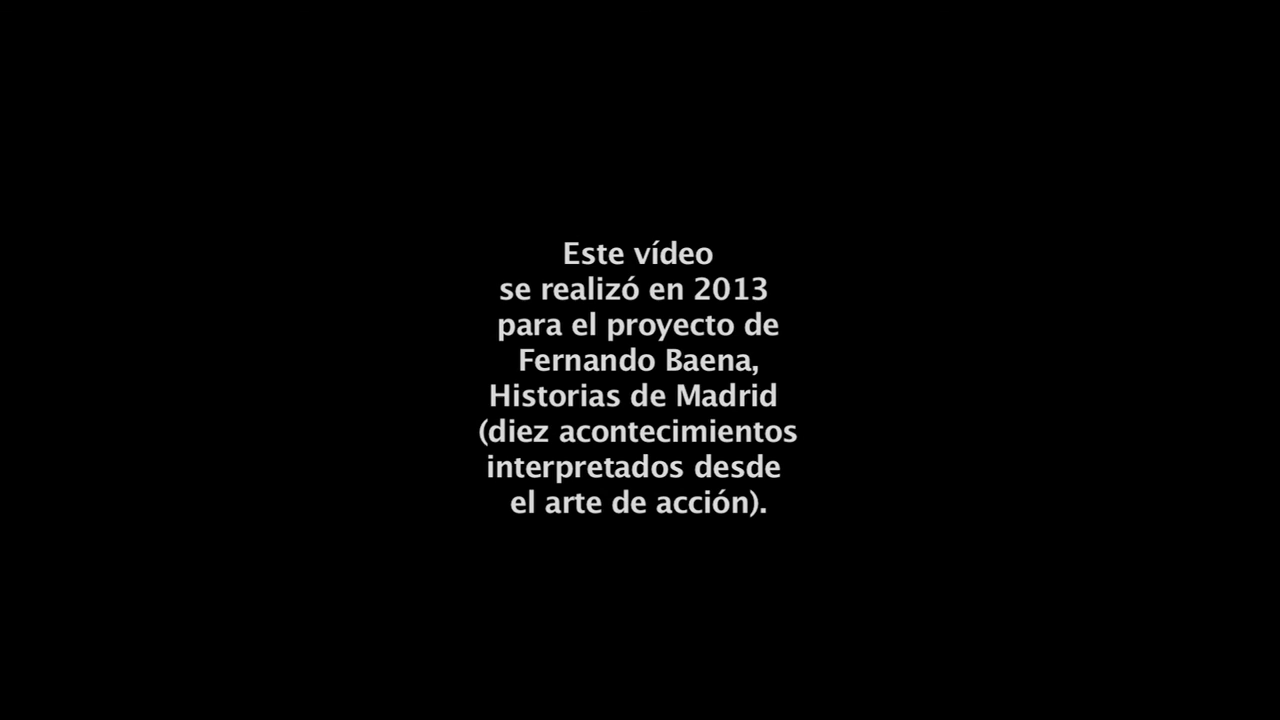 Este vídeo
se realizó en 2013
para el proyecto de
Fernando Baena,
Historias de Madrid
(diez acontecimientos
interpretados desde
el arte de acción).